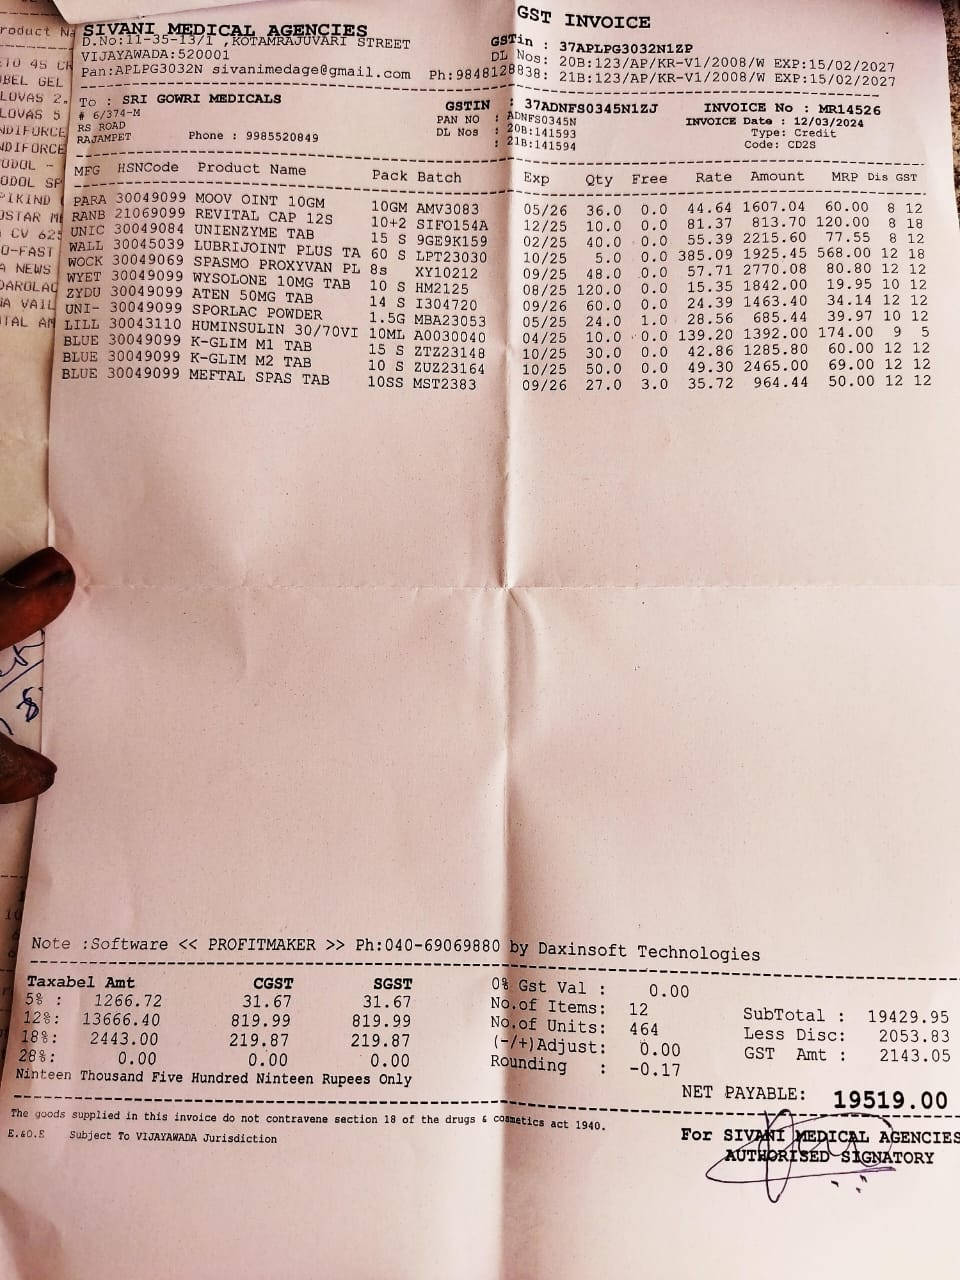 GST INVOICE
SIVANI MEDICAL AGENCIES
D.No:11-35-13/1 ,KOTAMRAJUVARI STREET
VIJAYAWADA:520001
Pan:APLPG3032N sivanimedage@gmail.com Ph:9848128838
GSTin : 37APLPG3032N1ZP
DL Nos: 20B:123/AP/KR-V1/2008/W EXP:15/02/2027
: 21B:123/AP/KR-V1/2008/W EXP:15/02/2027
To : SRI GOWRI MEDICALS
# 6/374-M
RS ROAD
RAJAMPET Phone : 9985520849
GSTIN : 37ADNFS0345N1ZJ
PAN NO : ADNFS0345N
DL Nos : 20B:141593
: 21B:141594
INVOICE No : MR14526
INVOICE Date : 12/03/2024
Type: Credit
Code: CD2S
MFG HSNCode Product Name Pack Batch Exp Qty Free Rate Amount MRP Dis GST
PARA 30049099 MOOV OINT 10GM 10GM AMV3083 05/26 36.0 0.0 44.64 1607.04 60.00 8 12
RANB 21069099 REVITAL CAP 12S 10+2 SIFO154A 12/25 10.0 0.0 81.37 813.70 120.00 8 18
UNIC 30049084 UNIENZYME TAB 15 S 9GE9K159 02/25 40.0 0.0 55.39 2215.60 77.55 8 12
WALL 30045039 LUBRIJOINT PLUS TA 60 S LPT23030 10/25 5.0 0.0 385.09 1925.45 568.00 12 18
WOCK 30049069 SPASMO PROXYVAN PL 8s XY10212 09/25 48.0 0.0 57.71 2770.08 80.80 12 12
WYET 30049099 WYSOLONE 10MG TAB 10 S HM2125 08/25 120.0 0.0 15.35 1842.00 19.95 10 12
ZYDU 30049099 ATEN 50MG TAB 14 S I304720 09/26 60.0 0.0 24.39 1463.40 34.14 12 12
UNI- 30049099 SPORLAC POWDER 1.5G MBA23053 05/25 24.0 1.0 28.56 685.44 39.97 10 12
LILL 30043110 HUMINSULIN 30/70VI 10ML A0030040 04/25 10.0 0.0 139.20 1392.00 174.00 9 5
BLUE 30049099 K-GLIM M1 TAB 15 S ZTZ23148 10/25 30.0 0.0 42.86 1285.80 60.00 12 12
BLUE 30049099 K-GLIM M2 TAB 10 S ZUZ23164 10/25 50.0 0.0 49.30 2465.00 69.00 12 12
BLUE 30049099 MEFTAL SPAS TAB 10SS MST2383 09/26 27.0 3.0 35.72 964.44 50.00 12 12
Note :Software << PROFITMAKER >> Ph:040-69069880 by Daxinsoft Technologies
Taxabel Amt CGST SGST
5% : 1266.72 31.67 31.67
12%: 13666.40 819.99 819.99
18%: 2443.00 219.87 219.87
28%: 0.00 0.00 0.00
Ninteen Thousand Five Hundred Ninteen Rupees Only
0% Gst Val : 0.00
No.of Items: 12
No.of Units: 464
(-/+)Adjust: 0.00
Rounding : -0.17
SubTotal : 19429.95
Less Disc: 2053.83
GST Amt : 2143.05
NET PAYABLE: 19519.00
The goods supplied in this invoice do not contravene section 18 of the drugs & cosmetics act 1940.
E.&O.E Subject To VIJAYAWADA Jurisdiction
For SIVANI MEDICAL AGENCIES
AUTHORISED SIGNATORY